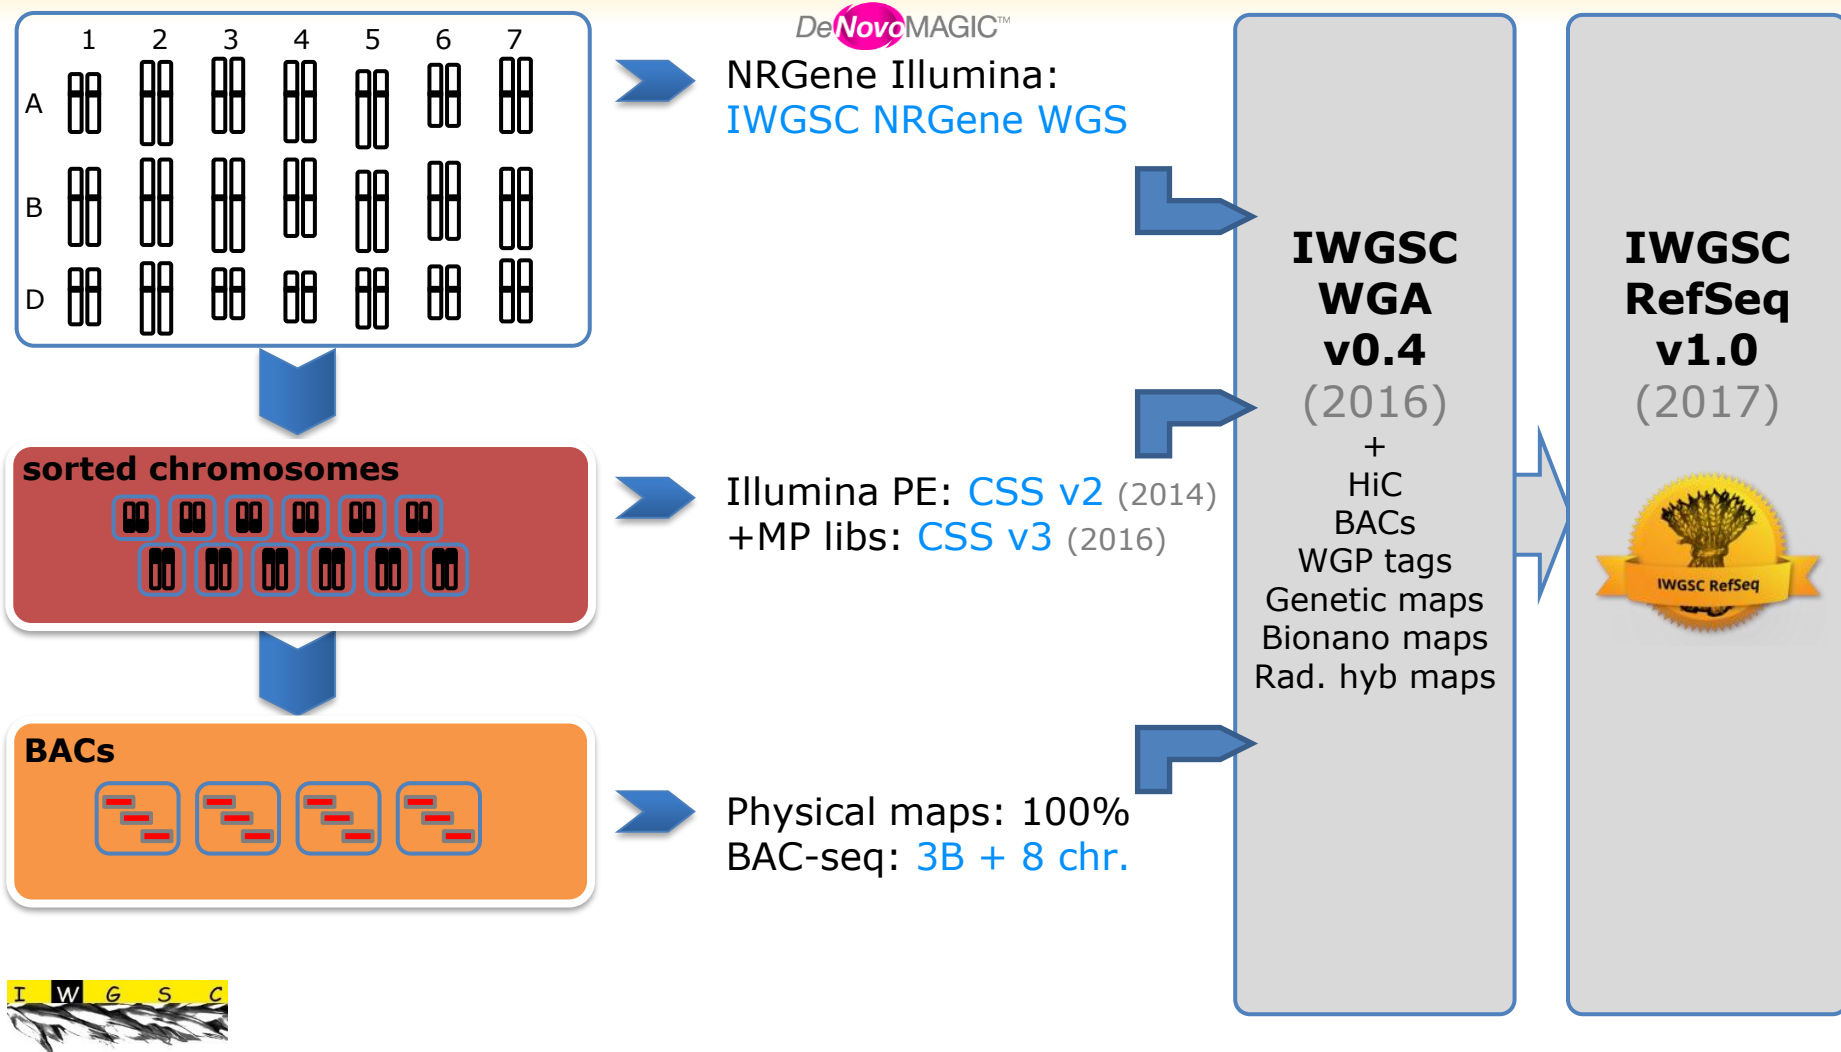 1 2 3 4 5 6 7
A
B
D
DeNovoMAGIC™
NRGene Illumina:
IWGSC NRGene WGS
sorted chromosomes
Illumina PE: CSS v2 (2014)
+MP libs: CSS v3 (2016)
BACs
Physical maps: 100%
BAC-seq: 3B + 8 chr.
IWGSC
WGA
v0.4
(2016)
+
HiC
BACs
WGP tags
Genetic maps
Bionano maps
Rad. hyb maps
IWGSC
RefSeq
v1.0
(2017)
IWGSC RefSeq
I W G S C